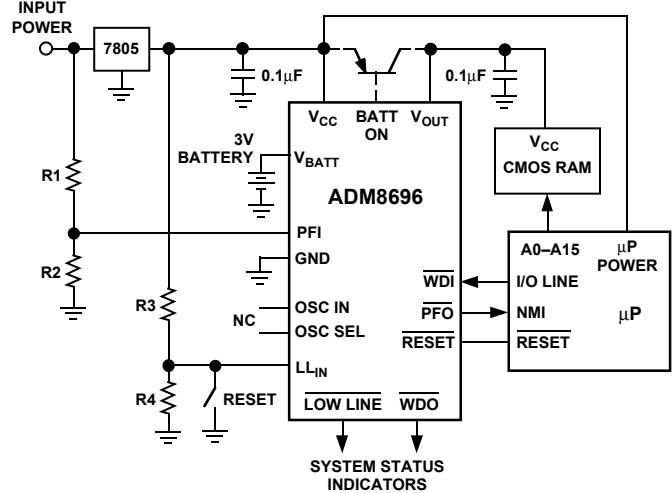 INPUT
POWER
7805
0.1µF
0.1µF
VCC
BATT
ON
VOUT
3V
BATTERY
VBATT
VCC
CMOS RAM
R1
ADM8696
PFI
A0–A15
µP
POWER
R2
GND
WDI
I/O LINE
R3
OSC IN
PFO
NMI
µP
NC
OSC SEL
RESET
RESET
LLIN
R4
RESET
LOW LINE
WDO
SYSTEM STATUS
INDICATORS